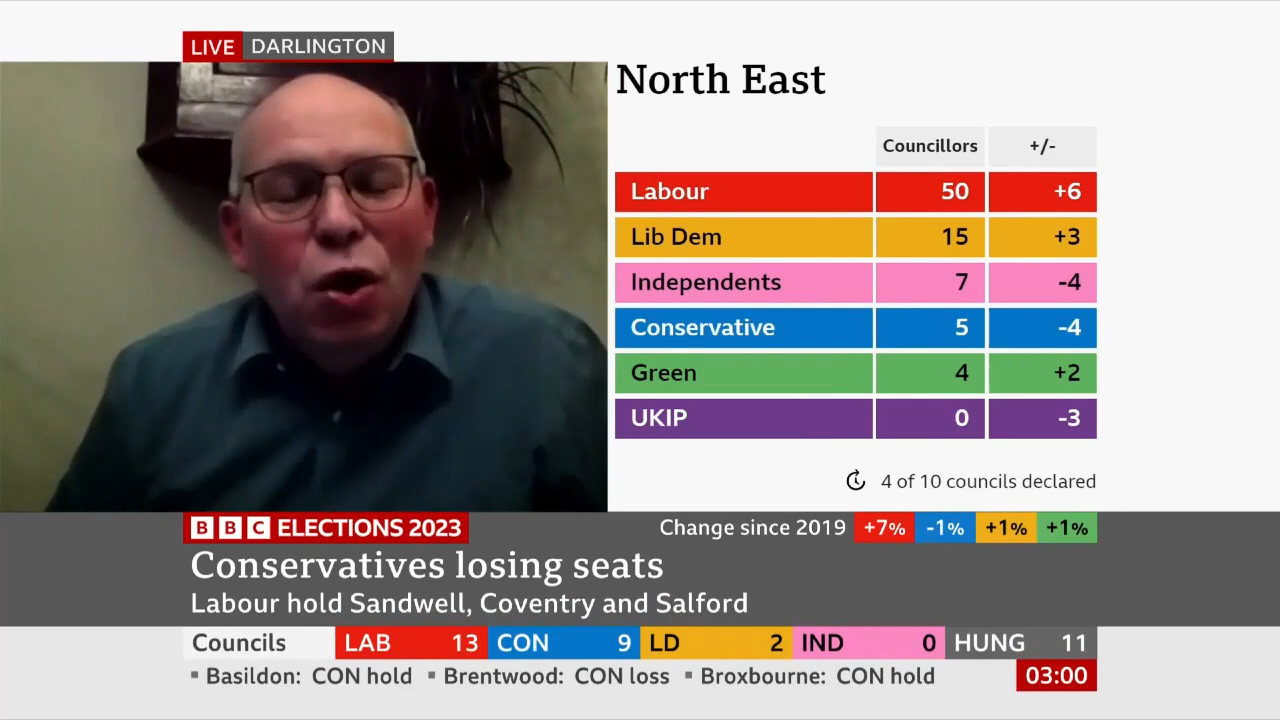 LIVE DARLINGTON
North East
Councillors +/-
Labour 50 +6
Lib Dem 15 +3
Independents 7 -4
Conservative 5 -4
Green 4 +2
UKIP 0 -3
4 of 10 councils declared
BBC ELECTIONS 2023 Change since 2019 +7% -1% +1% +1%
Conservatives losing seats
Labour hold Sandwell, Coventry and Salford
Councils LAB 13 CON 9 LD 2 IND 0 HUNG 11
▪ Basildon: CON hold ▪ Brentwood: CON loss ▪ Broxbourne: CON hold 03:00